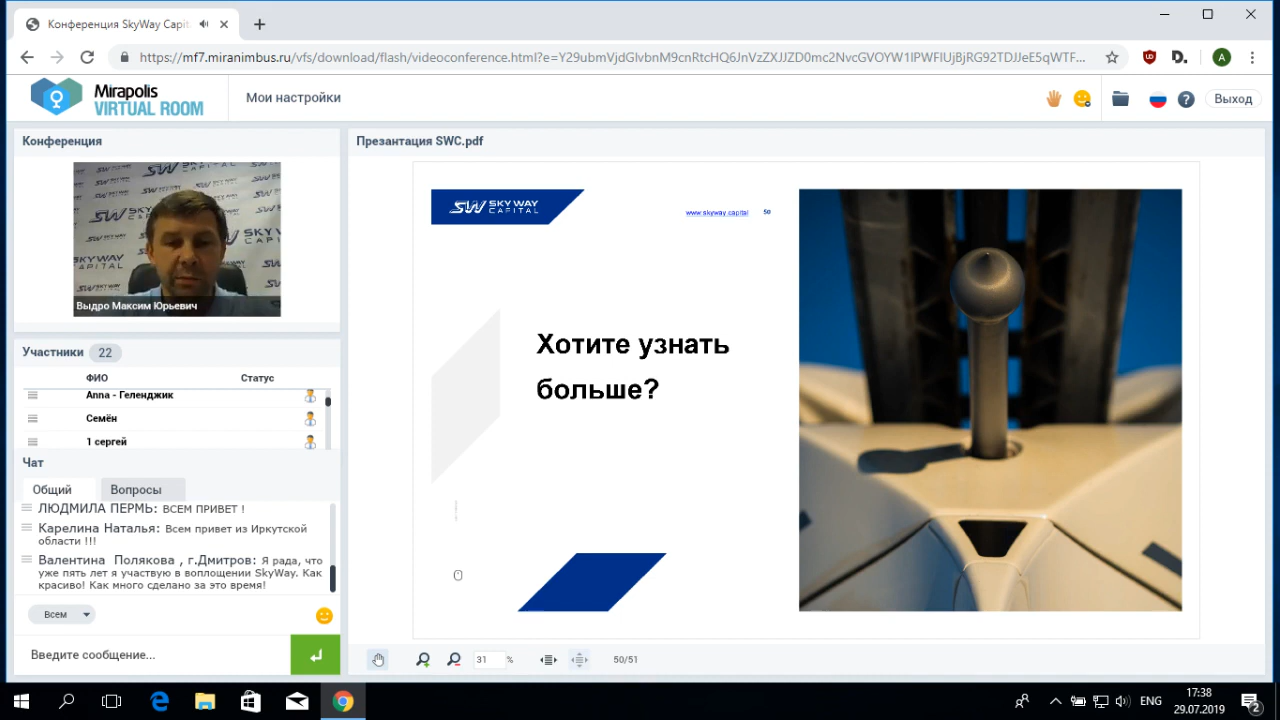 Конференция SkyWay Capit
https://mf7.miranimbus.ru/vfs/download/flash/videoconference.html?e=
D.
A
Mirapolis
VIRTUAL ROOM
Мои настройки
Выход
Конференция
Выдро Максим Юрьевич
Участники 22
ФИО Статус
Anna - Геленджик
Семён
1 сергей
Чат
Общий Вопросы
ЛЮДМИЛА ПЕРМЬ: ВСЕМ ПРИВЕТ !
Карелина Наталья: Всем привет из Иркутской
области !!!
Валентина Полякова , г.Дмитров: Я рада, что
уже пять лет я участвую в воплощении SkyWay. Как
красиво! Как много сделано за это время!
Всем
Введите сообщение...
Презантация SWC.pdf
SW SKY WAY
CAPITAL
www.skyway.capital 50
Хотите узнать
больше?
31 % 50/51
ENG
17:38
29.07.2019
2